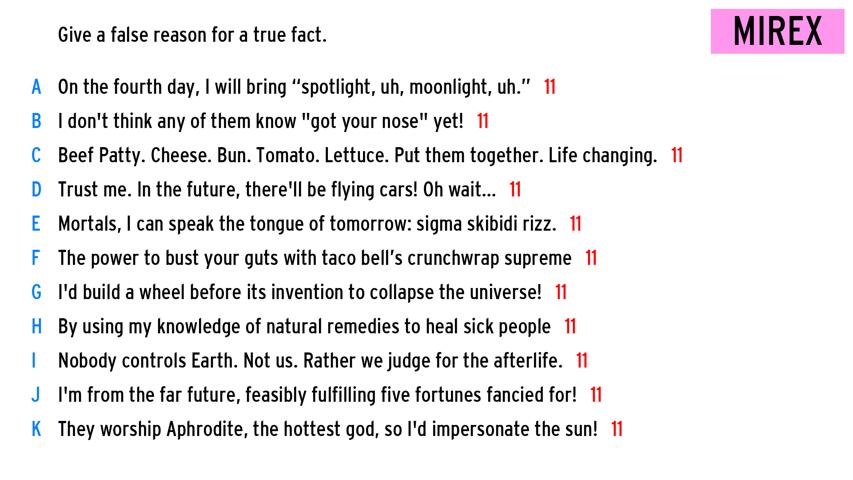 Give a false reason for a true fact.
MIREX
A On the fourth day, I will bring “spotlight, uh, moonlight, uh.” 11
B I don't think any of them know "got your nose" yet! 11
C Beef Patty. Cheese. Bun. Tomato. Lettuce. Put them together. Life changing. 11
D Trust me. In the future, there'll be flying cars! Oh wait... 11
E Mortals, I can speak the tongue of tomorrow: sigma skibidi rizz. 11
F The power to bust your guts with taco bell’s crunchwrap supreme 11
G I'd build a wheel before its invention to collapse the universe! 11
H By using my knowledge of natural remedies to heal sick people 11
I Nobody controls Earth. Not us. Rather we judge for the afterlife. 11
J I'm from the far future, feasibly fulfilling five fortunes fancied for! 11
K They worship Aphrodite, the hottest god, so I'd impersonate the sun! 11